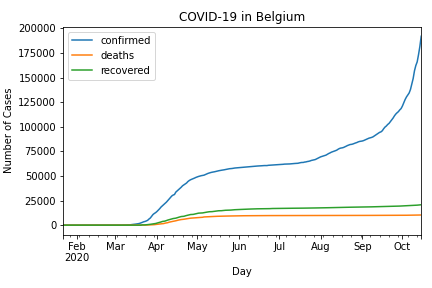 COVID-19 in Belgium
200000
175000
150000
125000
100000
75000
50000
25000
0
Number of Cases
confirmed
deaths
recovered
Feb Mar Apr May Jun Jul Aug Sep Oct
2020
Day